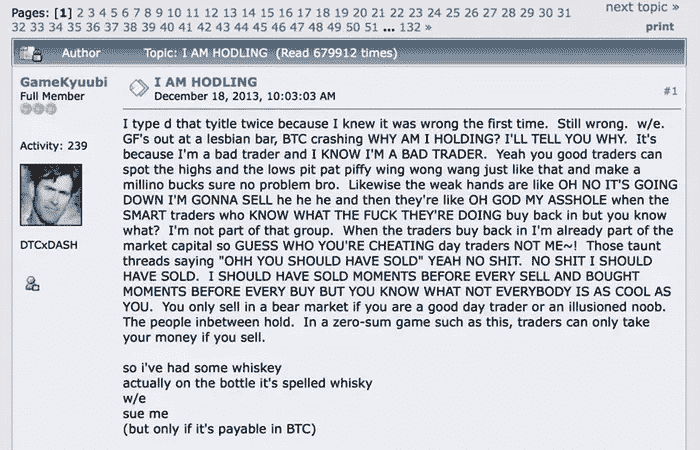 Pages: [1] 2 3 4 5 6 7 8 9 10 11 12 13 14 15 16 17 18 19 20 21 22 23 24 25 26 27 28 29 30 31
32 33 34 35 36 37 38 39 40 41 42 43 44 45 46 47 48 49 50 51 ... 132 »
next topic »
print
Author Topic: I AM HODLING (Read 679912 times)
GameKyuubi
Full Member
Activity: 239
DTCxDASH
I AM HODLING
December 18, 2013, 10:03:03 AM
#1
I type d that tyitle twice because I knew it was wrong the first time. Still wrong. w/e.
GF's out at a lesbian bar, BTC crashing WHY AM I HOLDING? I'LL TELL YOU WHY. It's
because I'm a bad trader and I KNOW I'M A BAD TRADER. Yeah you good traders can
spot the highs and the lows pit pat piffy wing wong wang just like that and make a
millino bucks sure no problem bro. Likewise the weak hands are like OH NO IT'S GOING
DOWN I'M GONNA SELL he he he and then they're like OH GOD MY ASSHOLE when the
SMART traders who KNOW WHAT THE FUCK THEY'RE DOING buy back in but you know
what? I'm not part of that group. When the traders buy back in I'm already part of the
market capital so GUESS WHO YOU'RE CHEATING day traders NOT ME~! Those taunt
threads saying "OHH YOU SHOULD HAVE SOLD" YEAH NO SHIT. NO SHIT I SHOULD
HAVE SOLD. I SHOULD HAVE SOLD MOMENTS BEFORE EVERY SELL AND BOUGHT
MOMENTS BEFORE EVERY BUY BUT YOU KNOW WHAT NOT EVERYBODY IS AS COOL AS
YOU. You only sell in a bear market if you are a good day trader or an illusioned noob.
The people inbetween hold. In a zero-sum game such as this, traders can only take
your money if you sell.
so i've had some whiskey
actually on the bottle it's spelled whisky
w/e
sue me
(but only if it's payable in BTC)